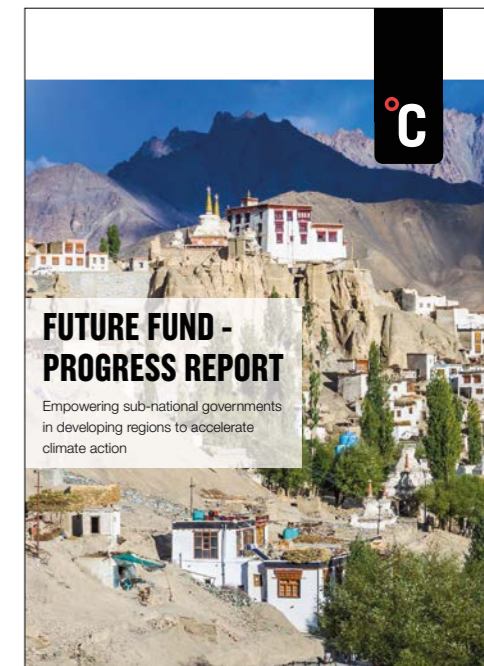 °C
FUTURE FUND -
PROGRESS REPORT
Empowering sub-national governments
in developing regions to accelerate
climate action